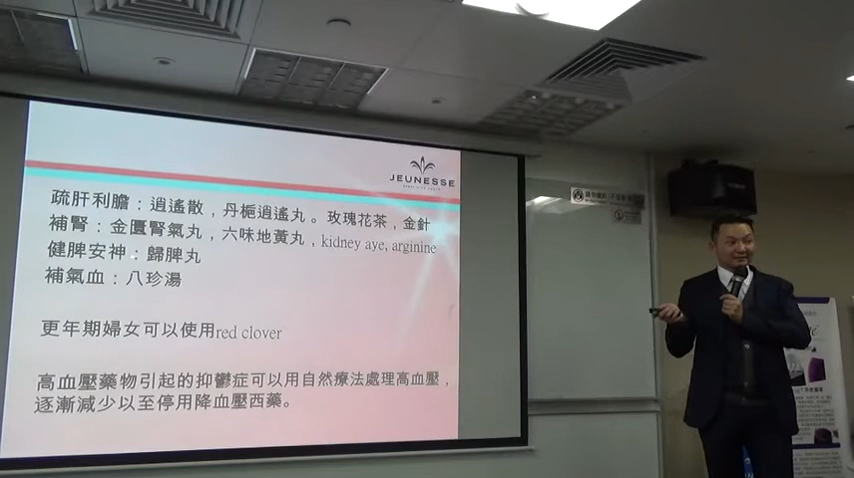 JEUNESSE
疏肝利膽：逍遙散，丹梔逍遙丸。玫瑰花茶，金針
補腎：金匱腎氣丸，六味地黃丸，kidney aye, arginine
健脾安神：歸脾丸
補氣血：八珍湯
更年期婦女可以使用red clover
高血壓藥物引起的抑鬱症可以用自然療法處理高血壓，
逐漸減少以至停用降血壓西藥。